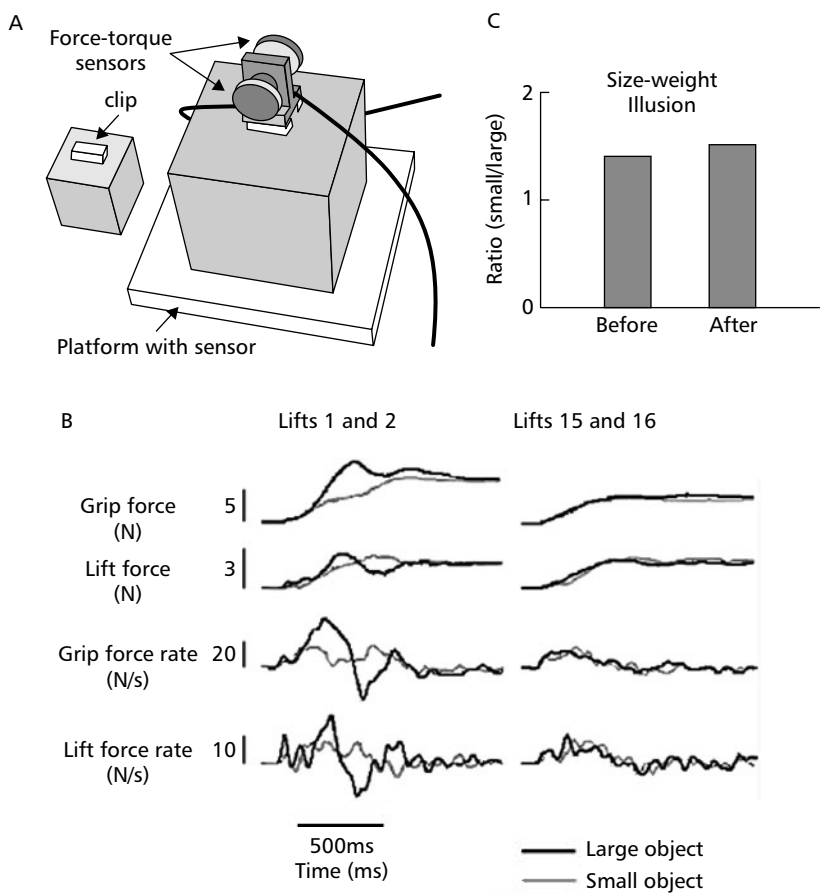 A
Force-torque
sensors
clip
Platform with sensor
C
Size-weight
Illusion
Ratio (small/large)
2
1
0
Before
After
B
Lifts 1 and 2
Lifts 15 and 16
Grip force
(N)
5
Lift force
(N)
3
Grip force rate
(N/s)
20
Lift force rate
(N/s)
10
500ms
Time (ms)
Large object
Small object